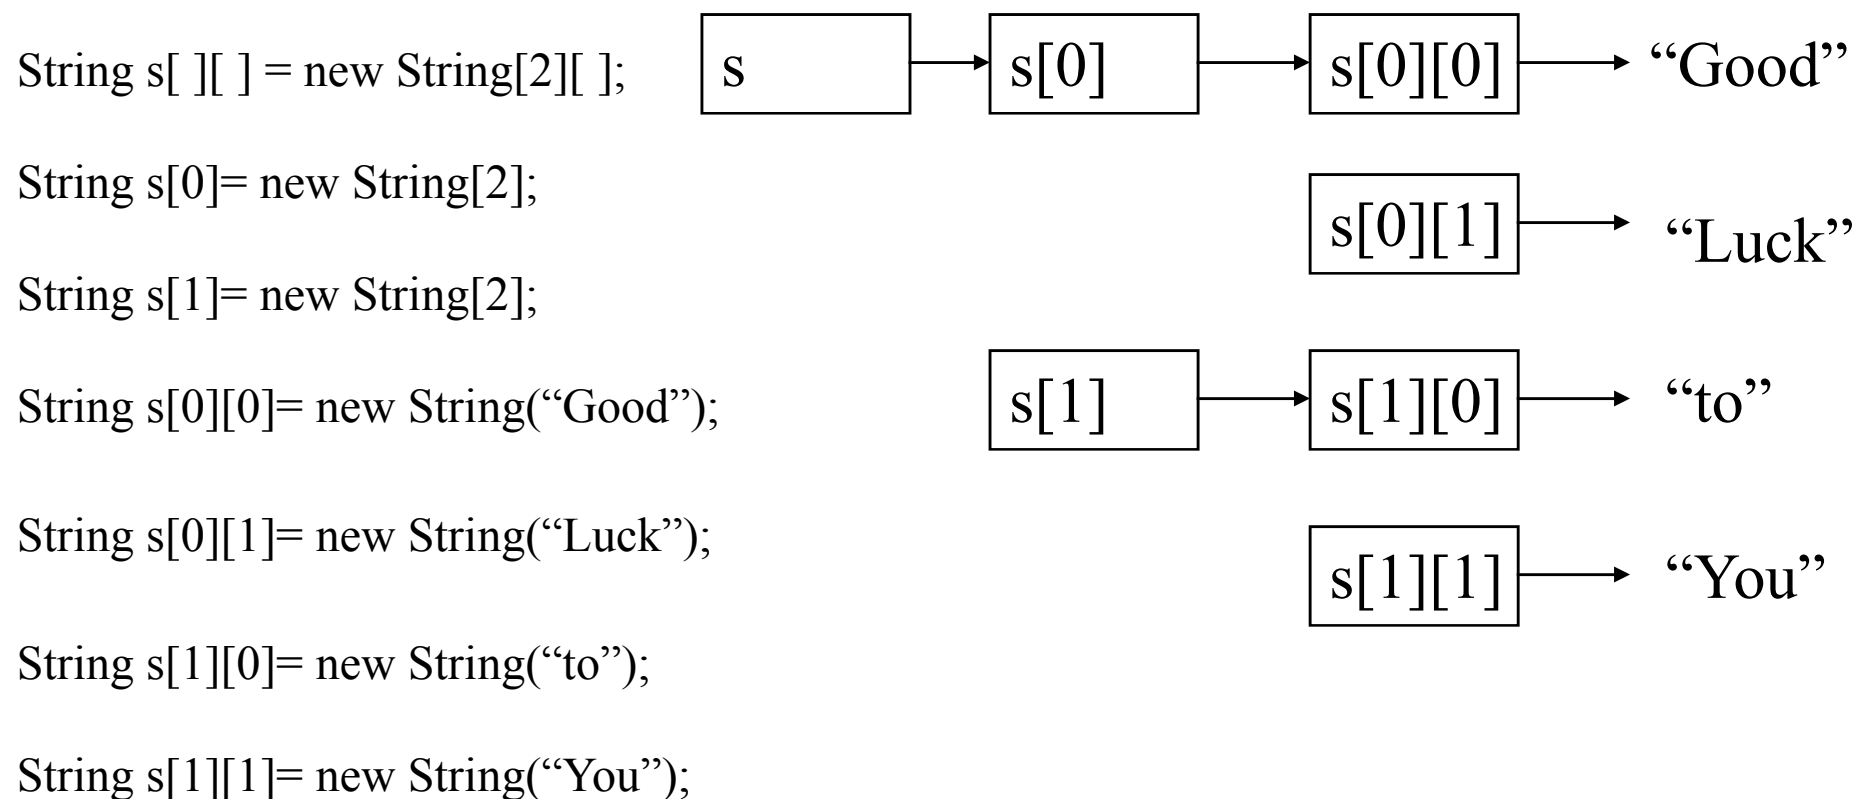 String s[ ][ ] = new String[2][ ];
String s[0]= new String[2];
String s[1]= new String[2];
String s[0][0]= new String(“Good”);
String s[0][1]= new String(“Luck”);
String s[1][0]= new String(“to”);
String s[1][1]= new String(“You”);
s s[0] s[0][0] “Good”
s[0][1] “Luck”
s[1] s[1][0] “to”
s[1][1] “You”